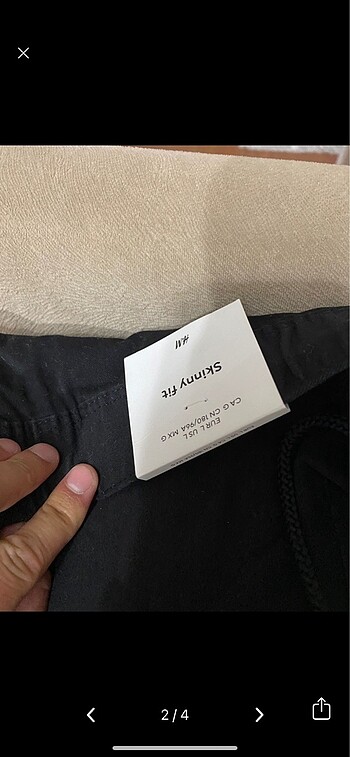 H&M
Skinny fit
EUR L US L
CA G CN 180/96A MX G
2 / 4